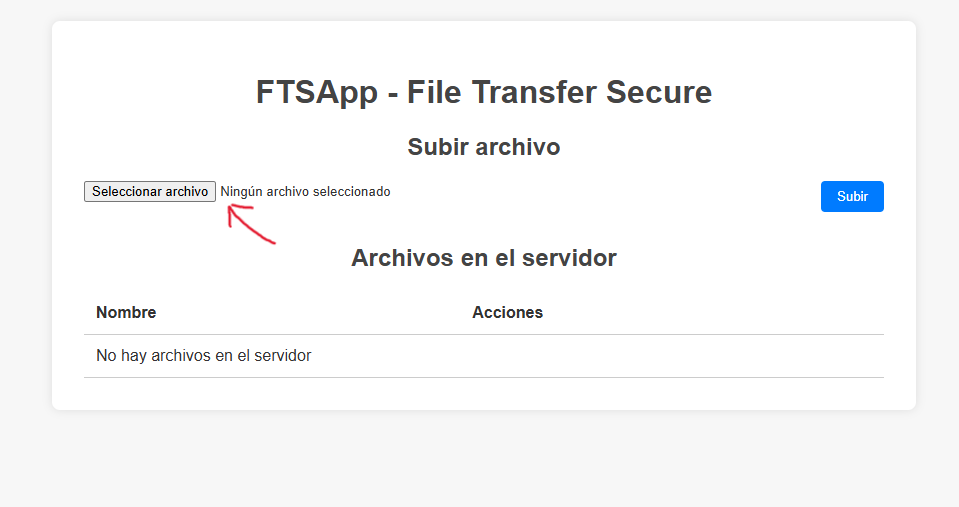 FTSApp - File Transfer Secure
Subir archivo
Seleccionar archivo Ningún archivo seleccionado Subir
Archivos en el servidor
Nombre Acciones
No hay archivos en el servidor